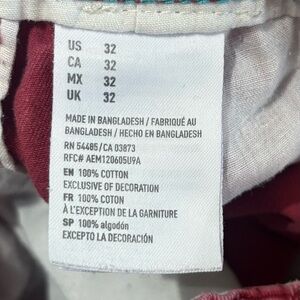 US 32
CA 32
MX 32
UK 32
MADE IN BANGLADESH / FABRIQUÉ AU
BANGLADESH / HECHO EN BANGLADESH
RN 54485/CA 03873
RFC# AEM120605U9A
EN 100% COTTON
EXCLUSIVE OF DECORATION
FR 100% COTON
À L'EXCEPTION DE LA GARNITURE
SP 100% algodón
EXCEPTO LA DECORACIÓN